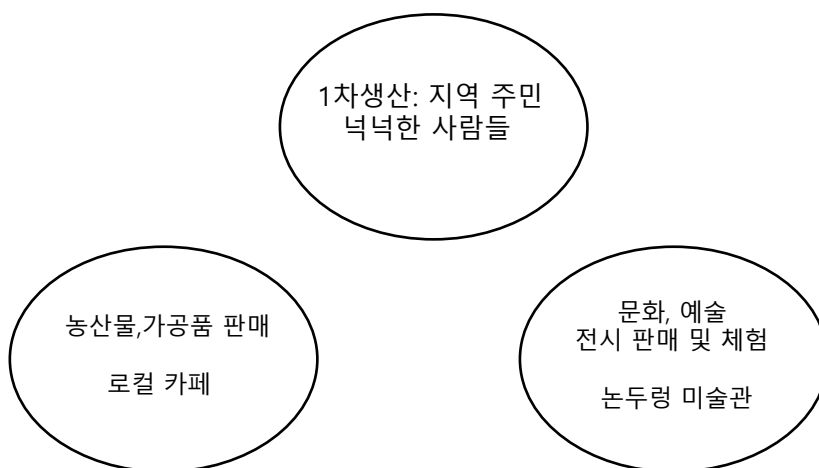 1차생산: 지역 주민
넉넉한 사람들
농산물,가공품 판매
로컬 카페
문화, 예술
전시 판매 및 체험
논두렁 미술관